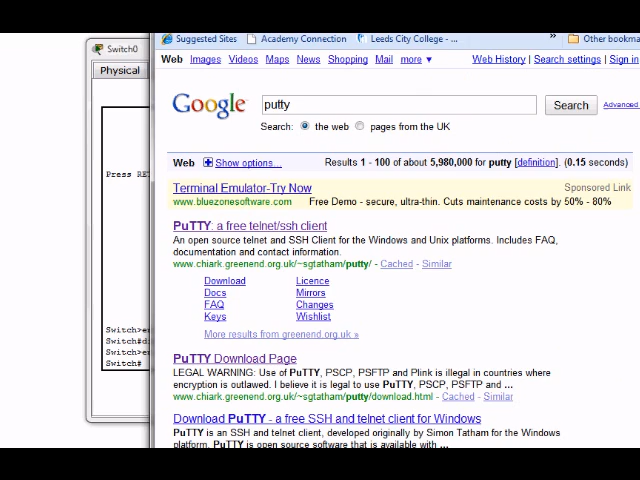 Switch0
Physical
Press RE
Switch>e
Switch#d
Switch>e
Switch#
Suggested Sites Academy Connection Leeds City College - ... » Other bookma
Web Images Videos Maps News Shopping Mail more ▼ Web History | Search settings | Sign in
Google putty Search Advanced
Search: the web pages from the UK
Web Show options... Results 1 - 100 of about 5,980,000 for putty [definition]. (0.15 seconds)
Terminal Emulator-Try Now Sponsored Link
www.bluezonesoftware.com Free Demo - secure, ultra-thin. Cuts maintenance costs by 50% - 80%
PuTTY: a free telnet/ssh client
An open source telnet and SSH Client for the Windows and Unix platforms. Includes FAQ,
documentation and contact information.
www.chiark.greenend.org.uk/~sgtatham/putty/ - Cached - Similar
Download Licence
Docs Mirrors
FAQ Changes
Keys Wishlist
More results from greenend.org.uk »
PuTTY Download Page
LEGAL WARNING: Use of PuTTY, PSCP, PSFTP and Plink is illegal in countries where
encryption is outlawed. I believe it is legal to use PuTTY, PSCP, PSFTP and ...
www.chiark.greenend.org.uk/~sgtatham/putty/download.html - Cached - Similar
Download PuTTY - a free SSH and telnet client for Windows
PuTTY is an SSH and telnet client, developed originally by Simon Tatham for the Windows
platform. PuTTY is open source software that is available with ...